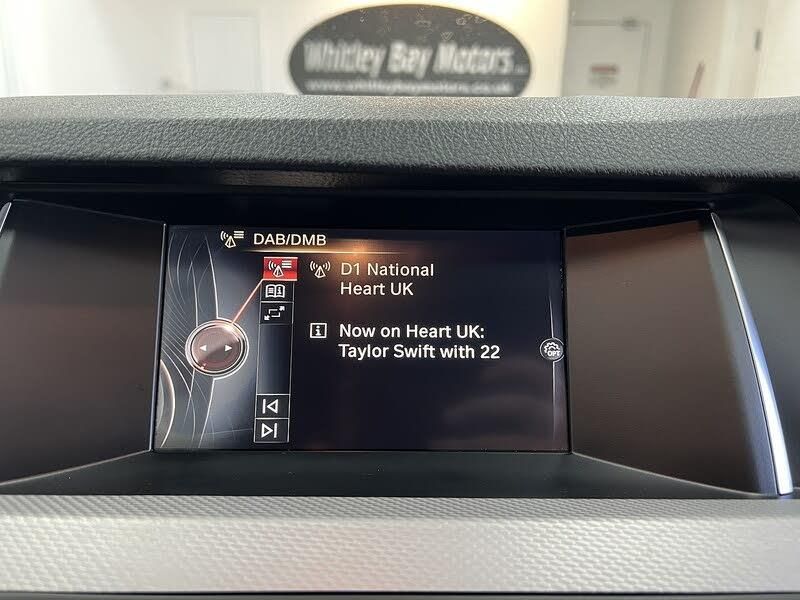 Whitley Bay Motors
www.whitleybaymotors.co.uk
DAB/DMB
D1 National
Heart UK
Now on Heart UK:
Taylor Swift with 22
OPT